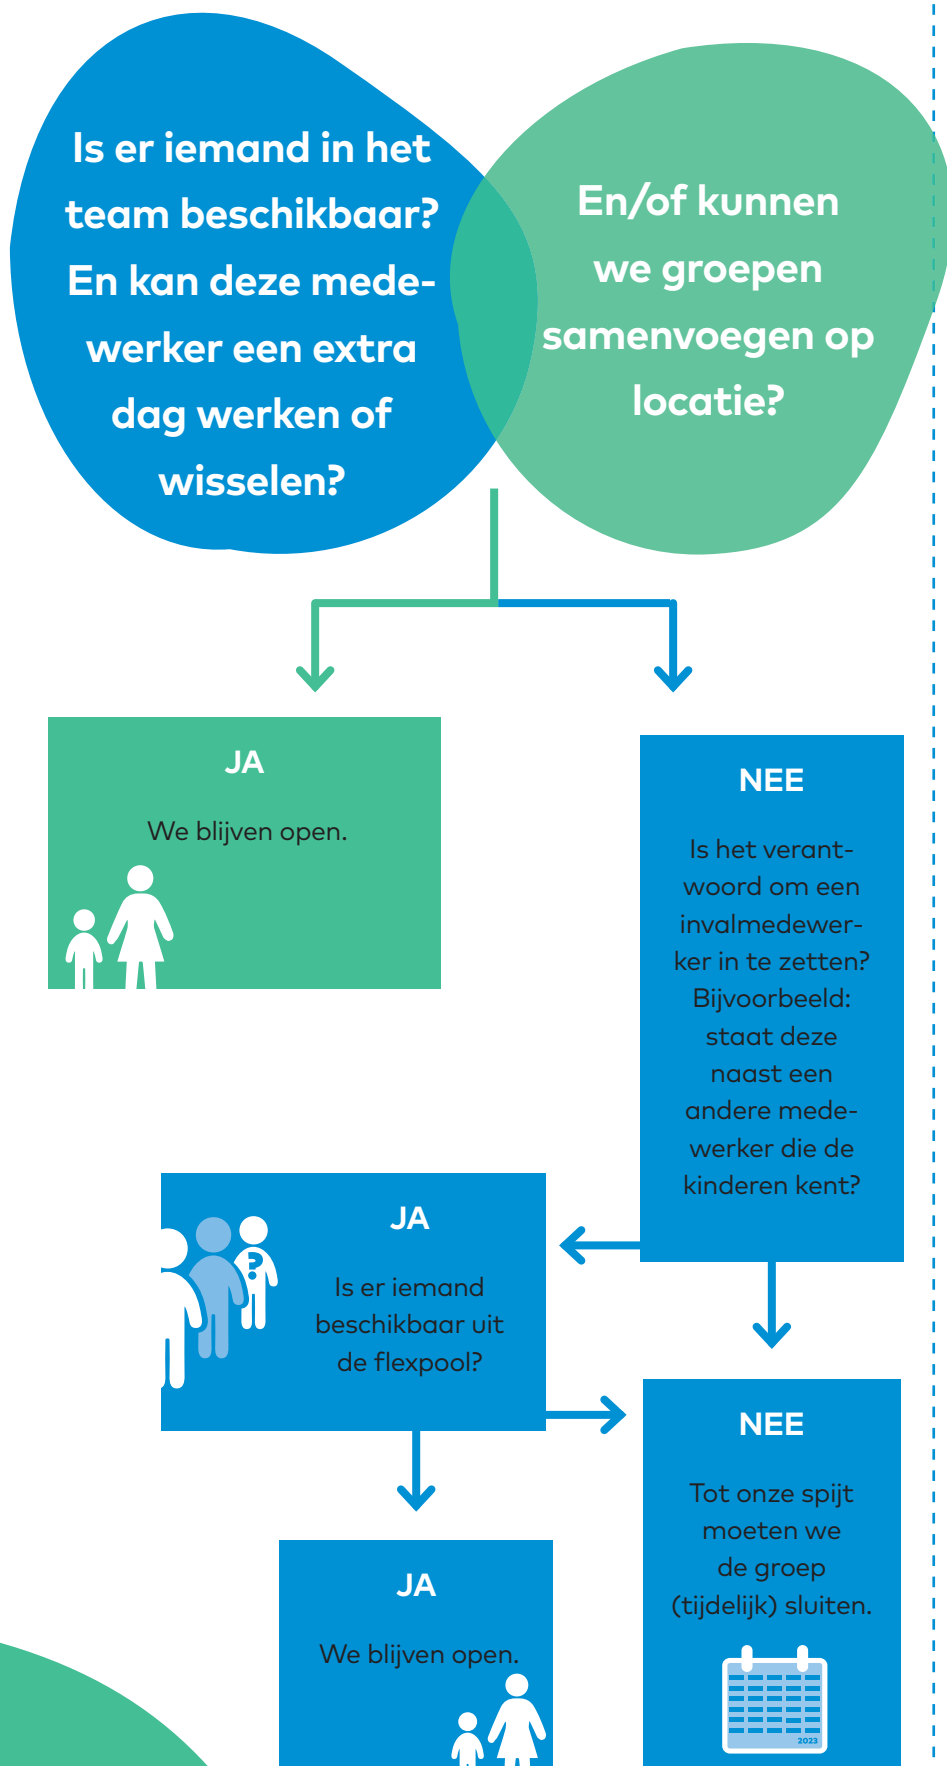 Is er iemand in het
team beschikbaar?
En kan deze mede-
werker een extra
dag werken of
wisselen?
En/of kunnen
we groepen
samenvoegen op
locatie?
JA
We blijven open.
NEE
Is het verant-
woord om een
invalmedewer-
ker in te zetten?
Bijvoorbeeld:
staat deze
naast een
andere mede-
werker die de
kinderen kent?
JA
Is er iemand
beschikbaar uit
de flexpool?
?
NEE
Tot onze spijt
moeten we
de groep
(tijdelijk) sluiten.
2023
JA
We blijven open.